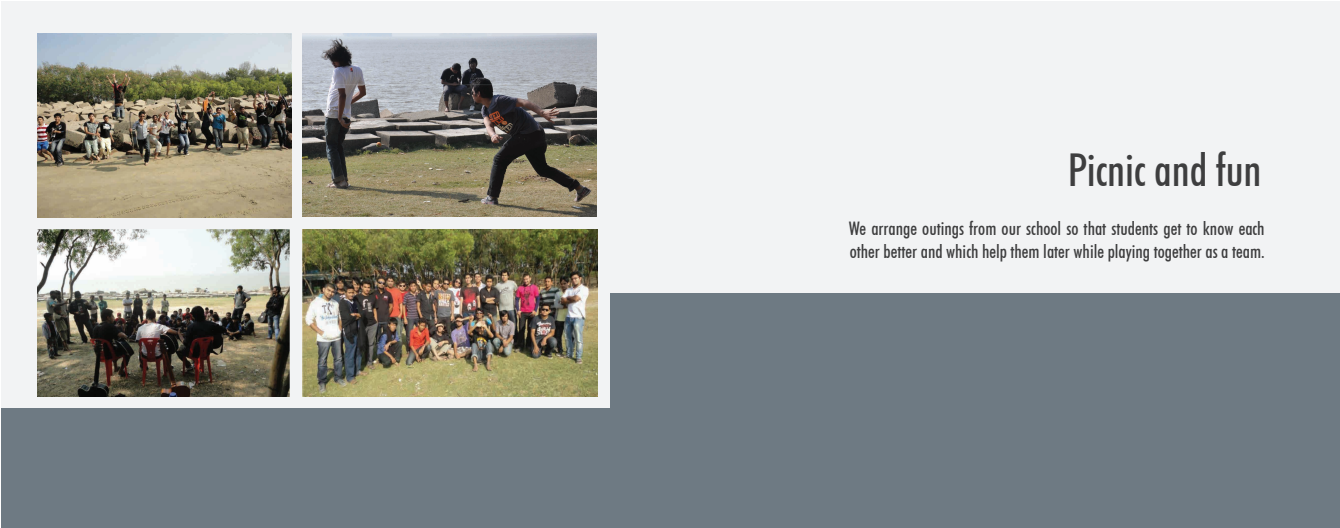 Picnic and fun
We arrange outings from our school so that students get to know each
other better and which help them later while playing together as a team.